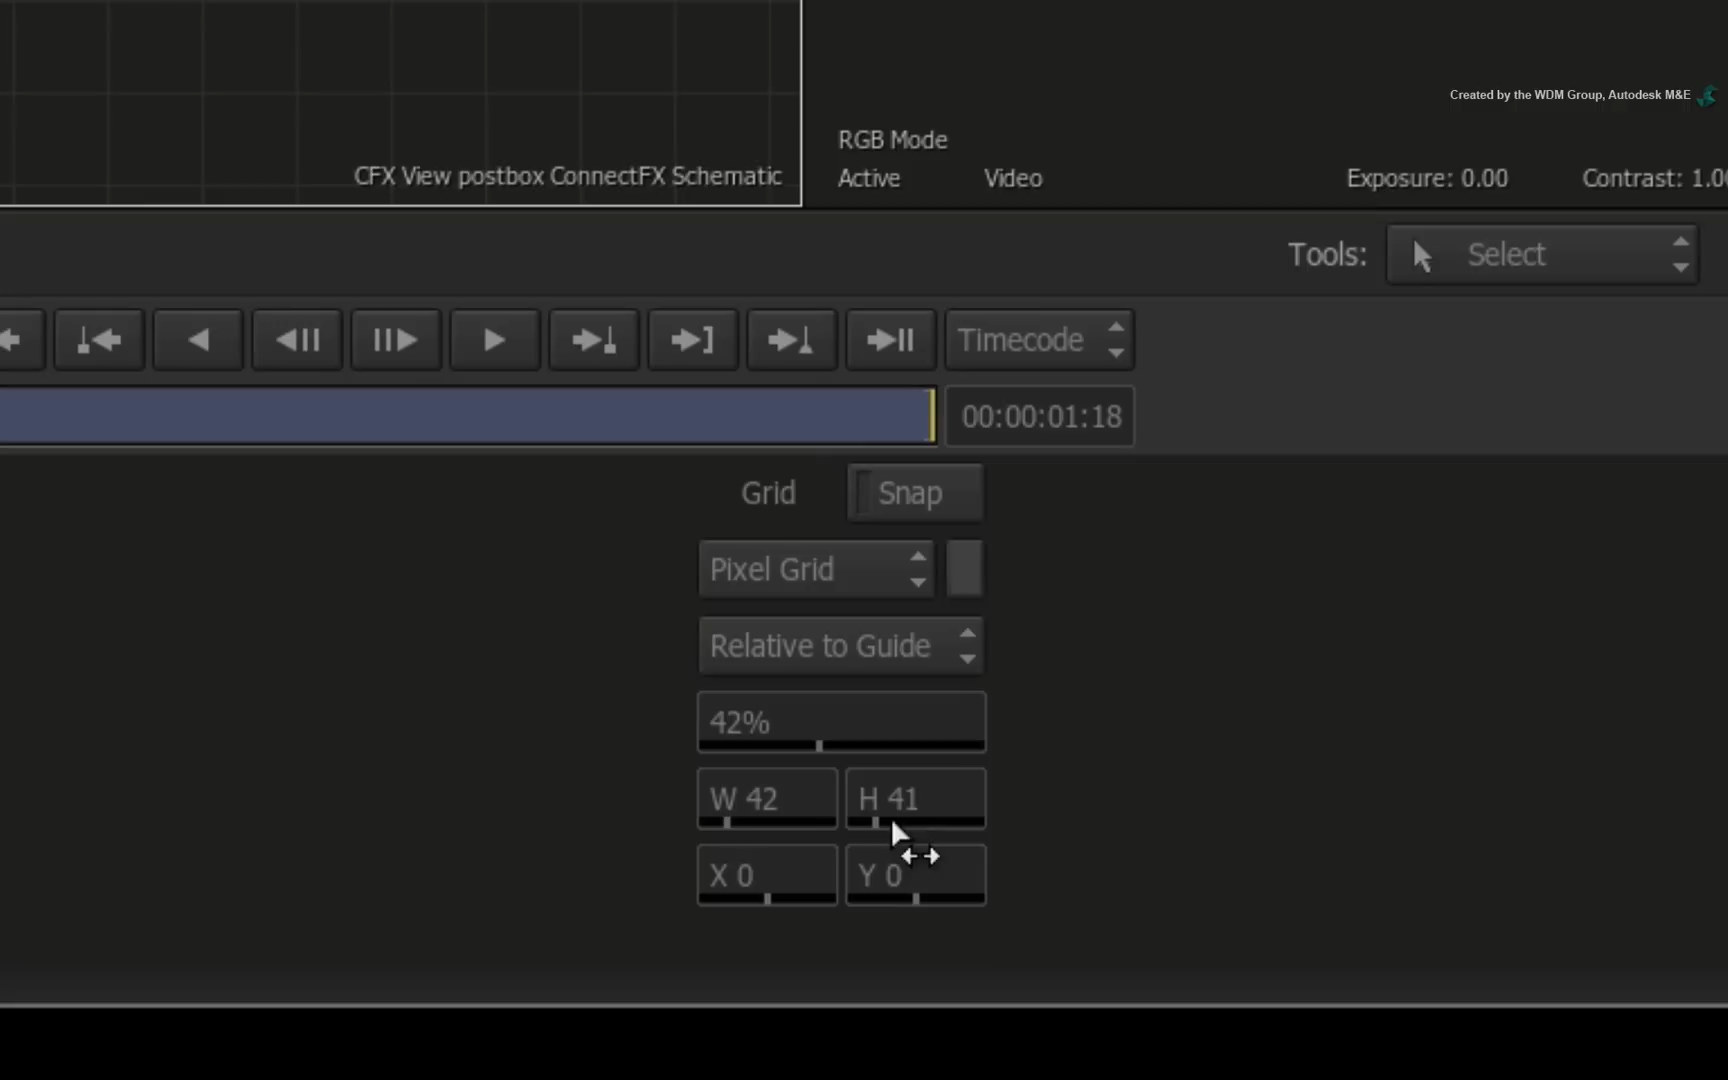 Created by the WDM Group, Autodesk M&E
RGB Mode
CFX View postbox ConnectFX Schematic
Active Video Exposure: 0.00 Contrast: 1.0
Tools: Select
Timecode
00:00:01:18
Grid Snap
Pixel Grid
Relative to Guide
42%
W 42 H 41
X 0 Y 0